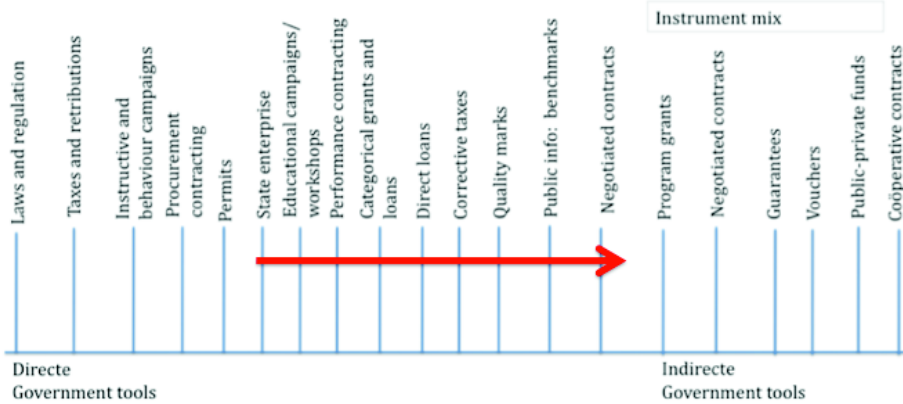 Instrument mix
Laws and regulation
Taxes and retributions
Instructive and
behaviour campaigns
Procurement
contracting
Permits
State enterprise
Educational campaigns/
workshops
Performance contracting
Categorical grants and
loans
Direct loans
Corrective taxes
Quality marks
Public info: benchmarks
Negotiated contracts
Program grants
Negotiated contracts
Guarantees
Vouchers
Public-private funds
Coöperative contracts
Directe
Government tools
Indirecte
Government tools